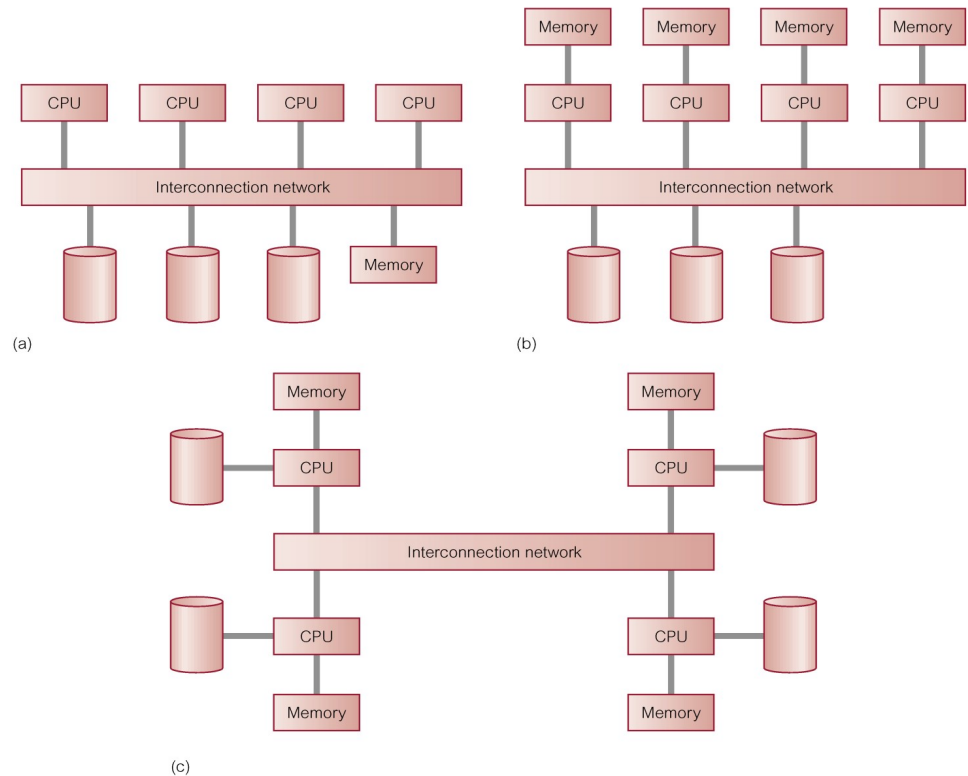 CPU CPU CPU CPU
Interconnection network
Memory
(a)
Memory Memory Memory Memory
CPU CPU CPU CPU
Interconnection network
(b)
Memory Memory
CPU CPU
Interconnection network
CPU CPU
Memory Memory
(c)